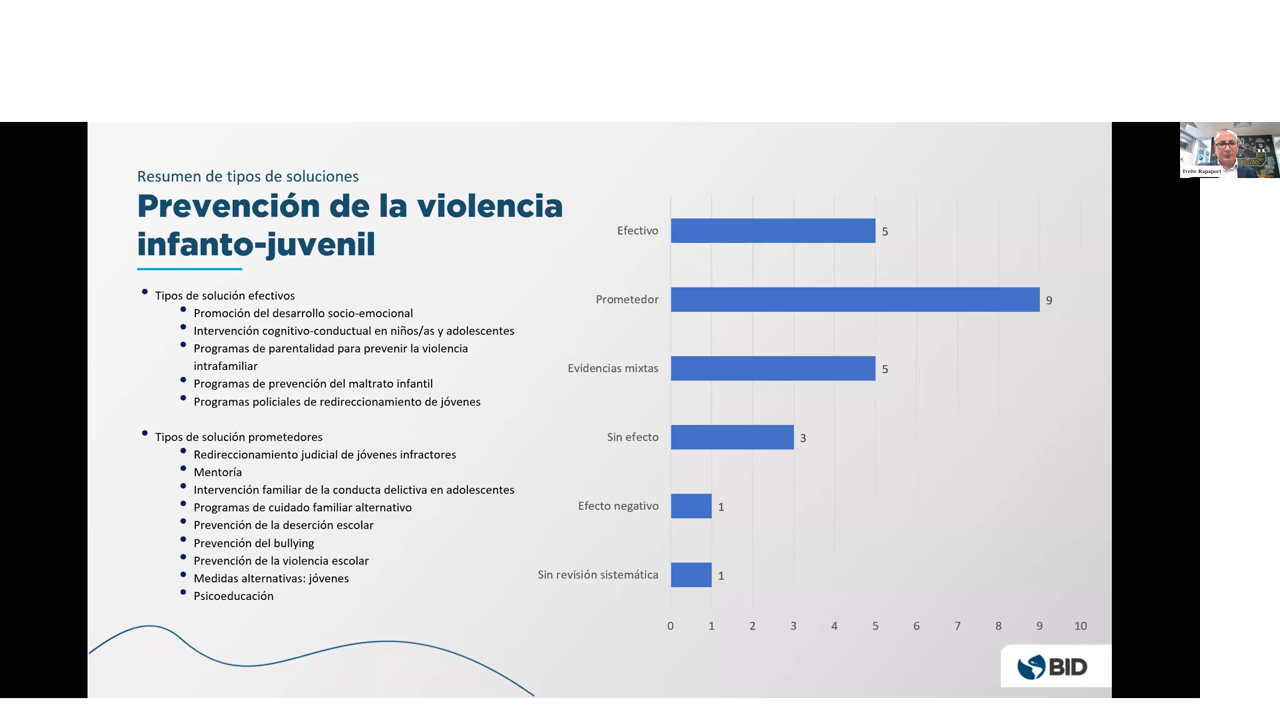 Resumen de tipos de soluciones
Prevención de la violencia
infanto-juvenil
Tipos de solución efectivos
Promoción del desarrollo socio-emocional
Intervención cognitivo-conductual en niños/as y adolescentes
Programas de parentalidad para prevenir la violencia
intrafamiliar
Programas de prevención del maltrato infantil
Programas policiales de redireccionamiento de jóvenes
Tipos de solución prometedores
Redireccionamiento judicial de jóvenes infractores
Mentoría
Intervención familiar de la conducta delictiva en adolescentes
Programas de cuidado familiar alternativo
Prevención de la deserción escolar
Prevención del bullying
Prevención de la violencia escolar
Medidas alternativas: jóvenes
Psicoeducación
Efectivo 5
Prometedor 9
Evidencias mixtas 5
Sin efecto 3
Efecto negativo 1
Sin revisión sistemática 1
0 1 2 3 4 5 6 7 8 9 10
BID
Ivette Rapaport